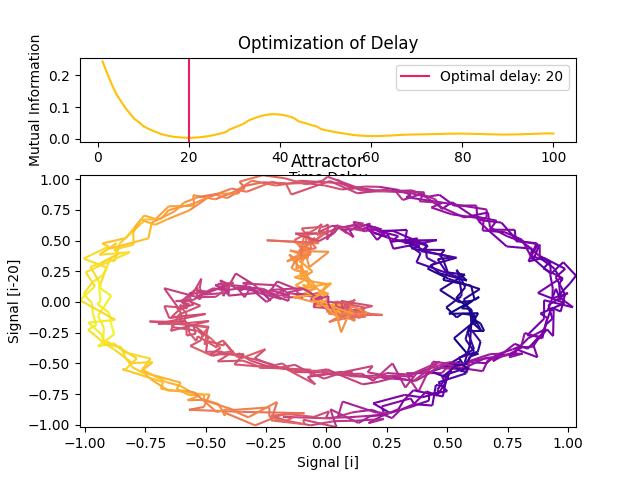 Optimization of Delay
Mutual Information
0.2
0.1
0.0
Optimal delay: 20
0 20 40 60 80 100
Time Delay
Attractor
Signal [i-20]
1.00
0.75
0.50
0.25
0.00
−0.25
−0.50
−0.75
−1.00
−1.00 −0.75 −0.50 −0.25 0.00 0.25 0.50 0.75 1.00
Signal [i]